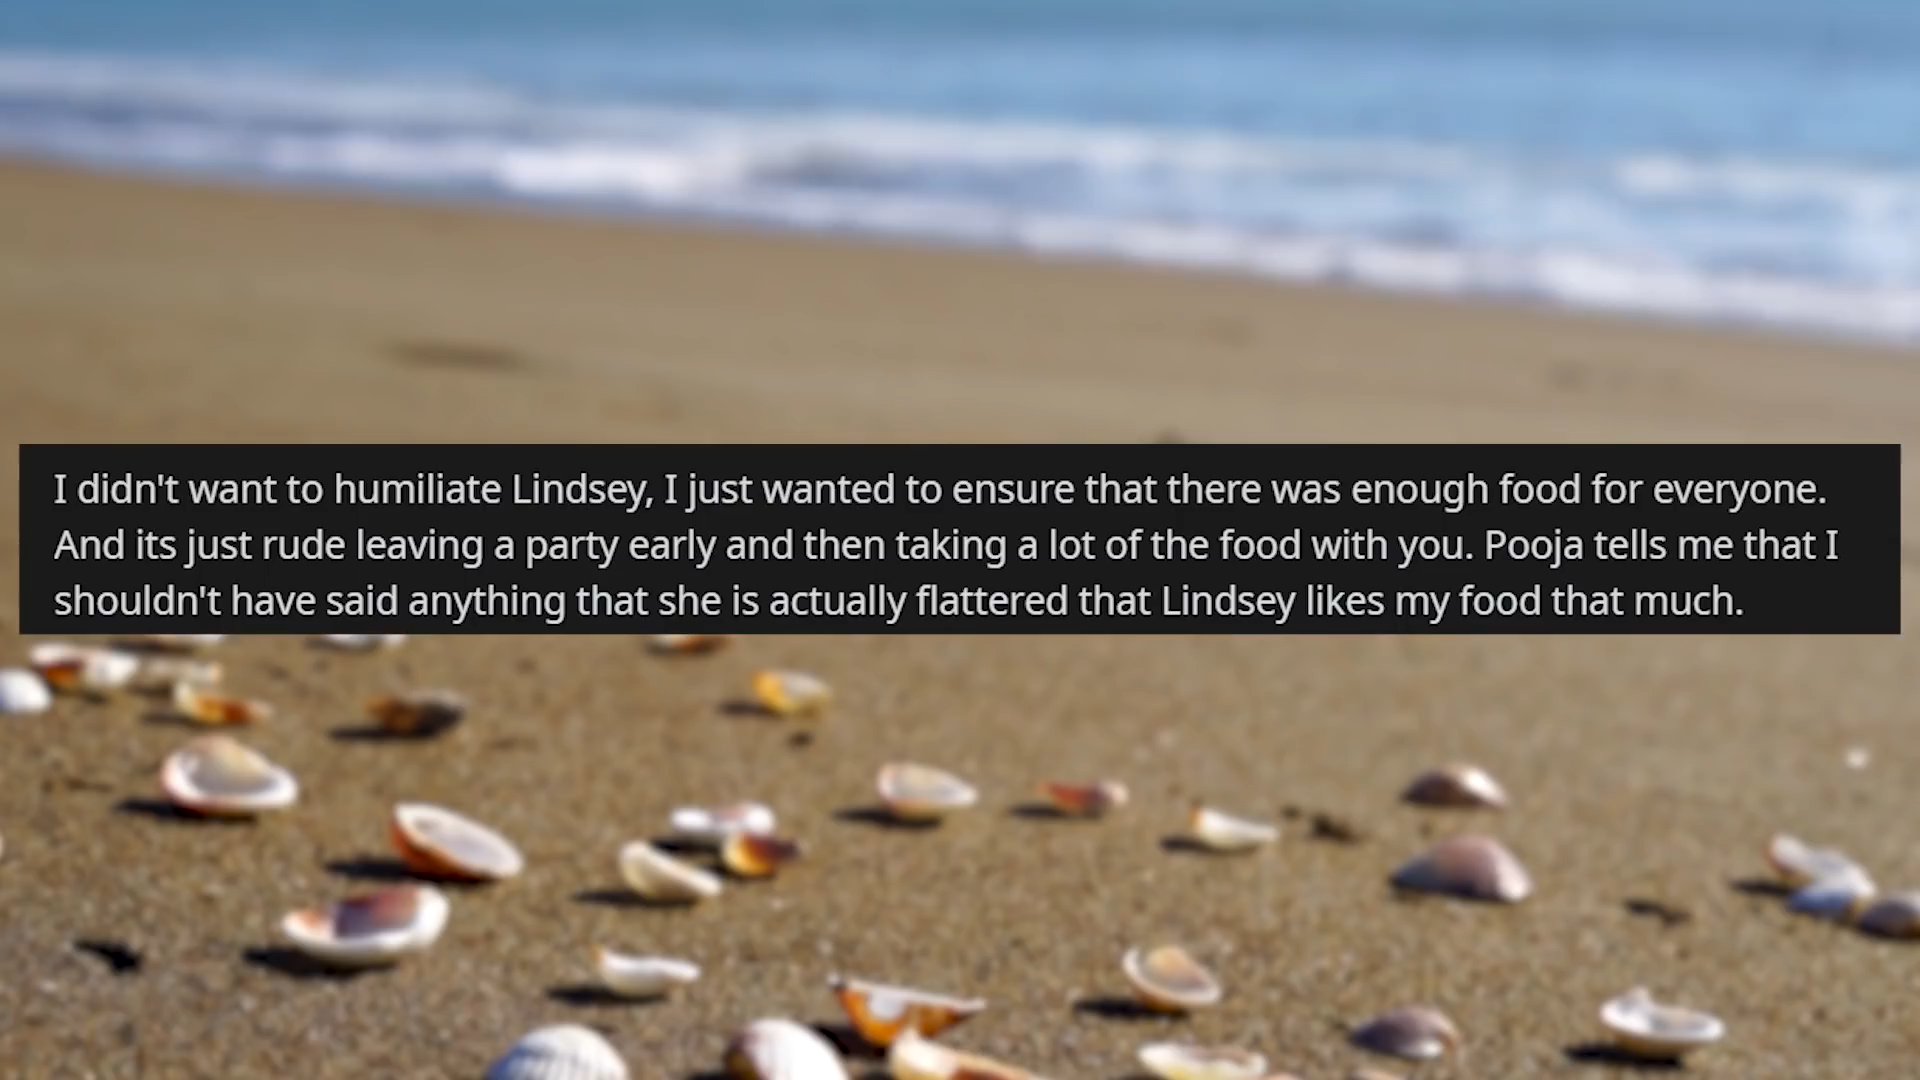 I didn't want to humiliate Lindsey, I just wanted to ensure that there was enough food for everyone.
And its just rude leaving a party early and then taking a lot of the food with you. Pooja tells me that I
shouldn't have said anything that she is actually flattered that Lindsey likes my food that much.